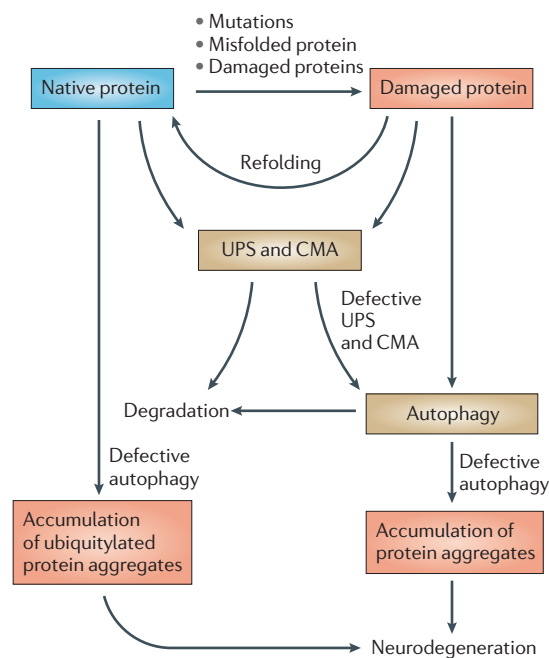 • Mutations
• Misfolded protein
• Damaged proteins
Native protein
Damaged protein
Refolding
UPS and CMA
Defective
UPS
and CMA
Degradation
Autophagy
Defective
autophagy
Defective
autophagy
Accumulation
of ubiquitylated
protein aggregates
Accumulation of
protein aggregates
Neurodegeneration